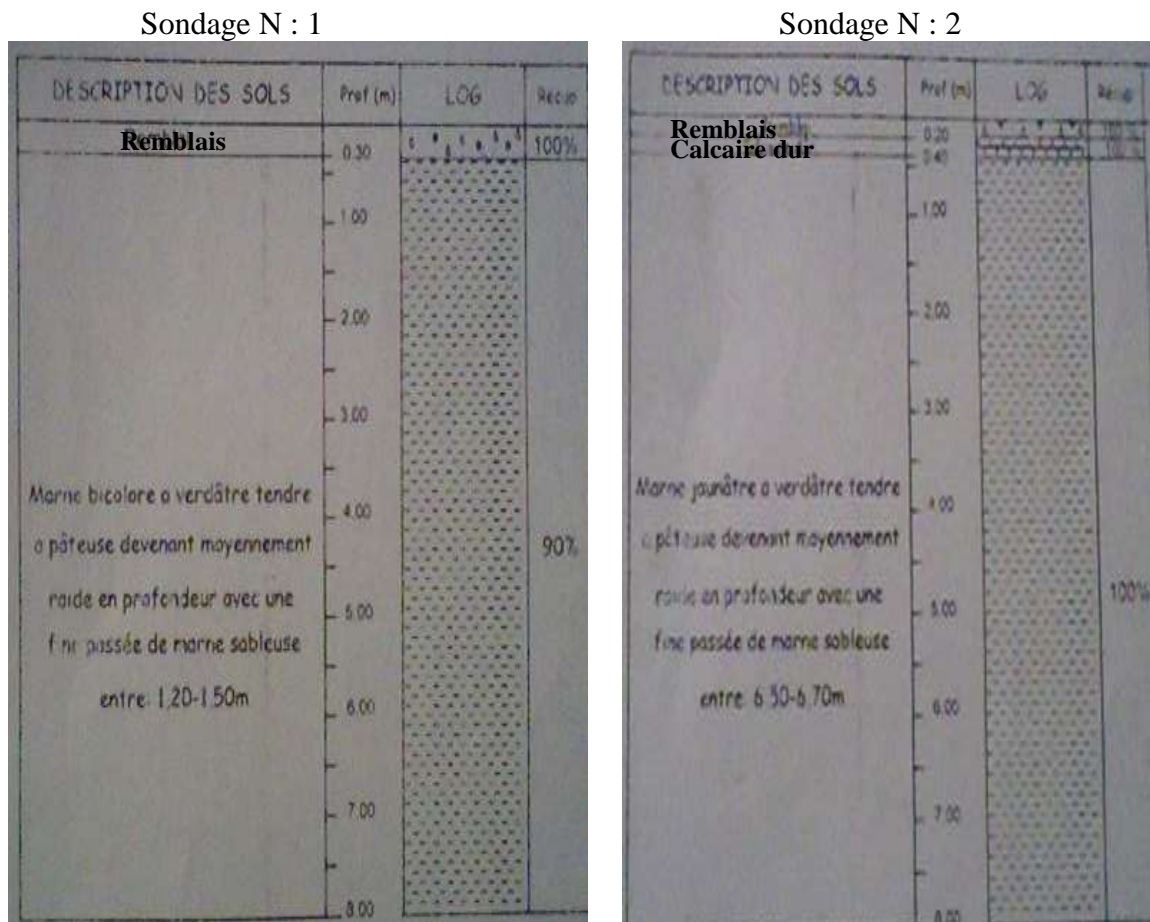 Sondage N : 1
DESCRIPTION DES SOLS Prof (m) LOG Récup
Remblais 0.30 100%
1.00
2.00
3.00
Marne bicolore a verdâtre tendre
4.00
a pâteuse devenant moyennement
90%
raide en profondeur avec une
5.00
fine passée de marne sableuse
entre: 1,20-1,50m
6.00
7.00
8.00
Sondage N : 2
DESCRIPTION DES SOLS Prof (m) LOG
Remblais 0.20 100%
Calcaire dur 0.40 100%
1.00
2.00
3.00
Marne jaunâtre a verdâtre tendre
4.00
a pâteuse devenant moyennement
raide en profondeur avec une
100%
5.00
fine passée de marne sableuse
entre: 6.50-6.70m
6.00
7.00
8.00